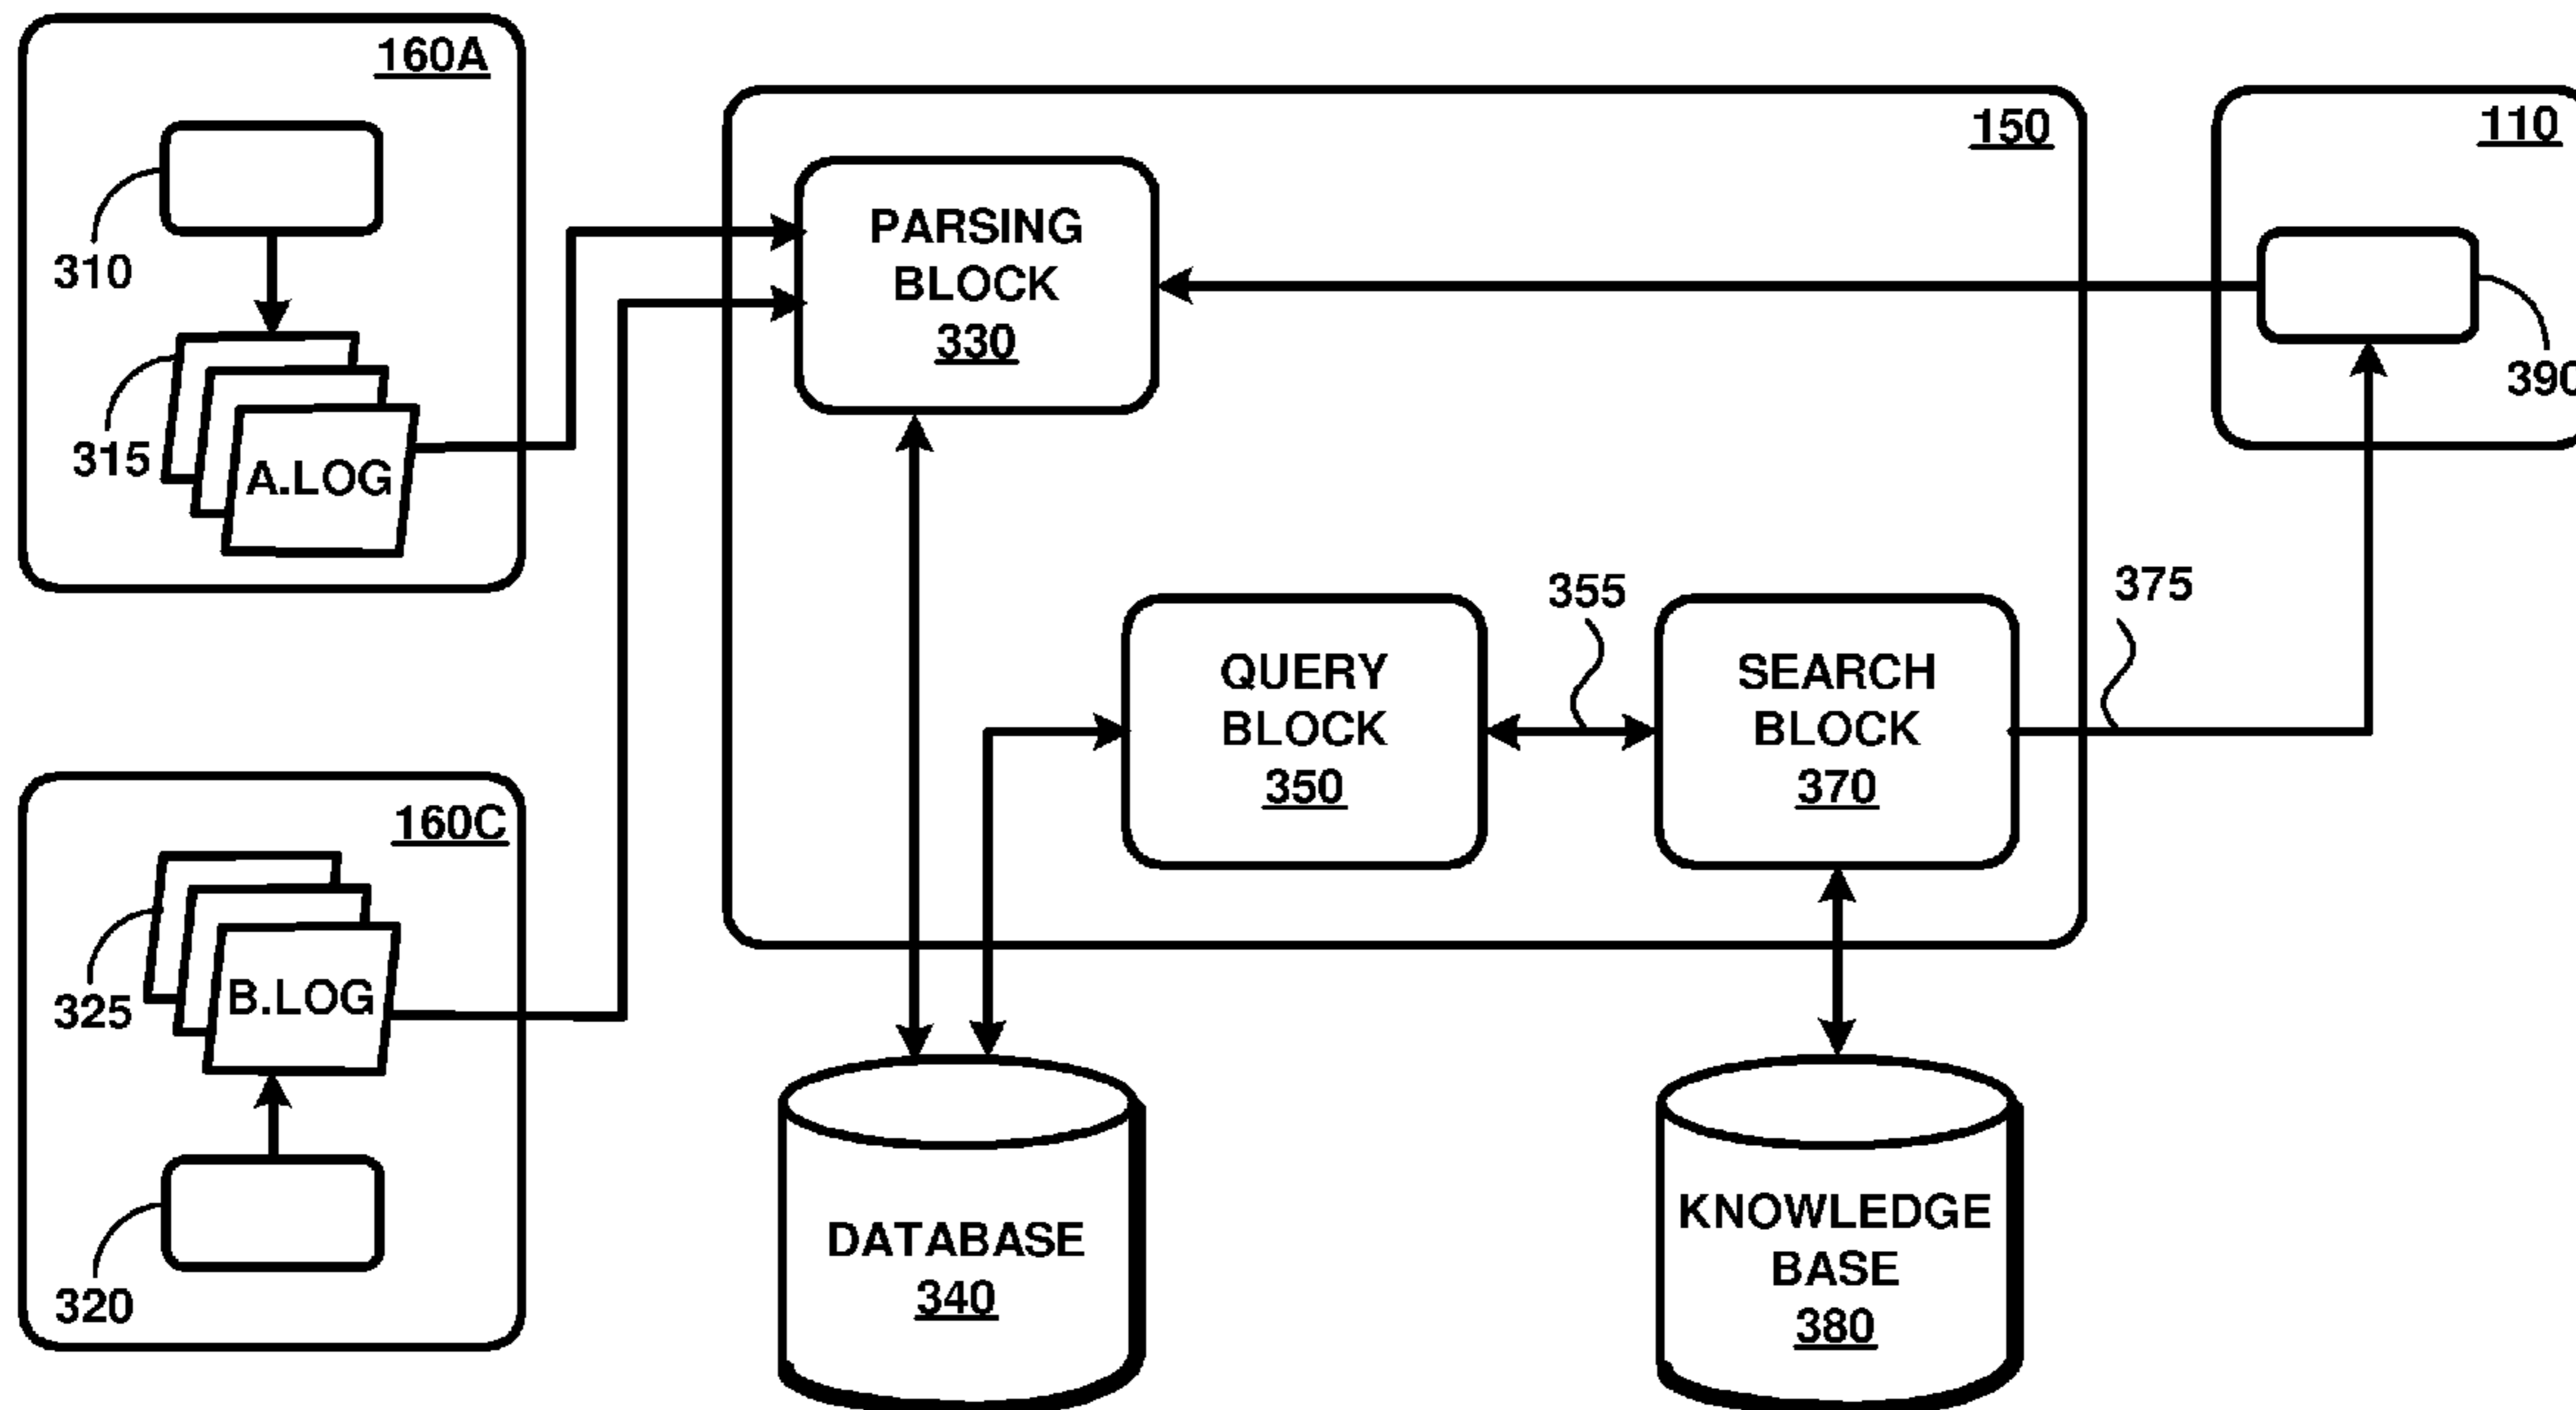 160A
310
315
A.LOG
160C
325
B.LOG
320
150
PARSING
BLOCK
330
355
375
QUERY
BLOCK
350
SEARCH
BLOCK
370
DATABASE
340
KNOWLEDGE
BASE
380
110
390